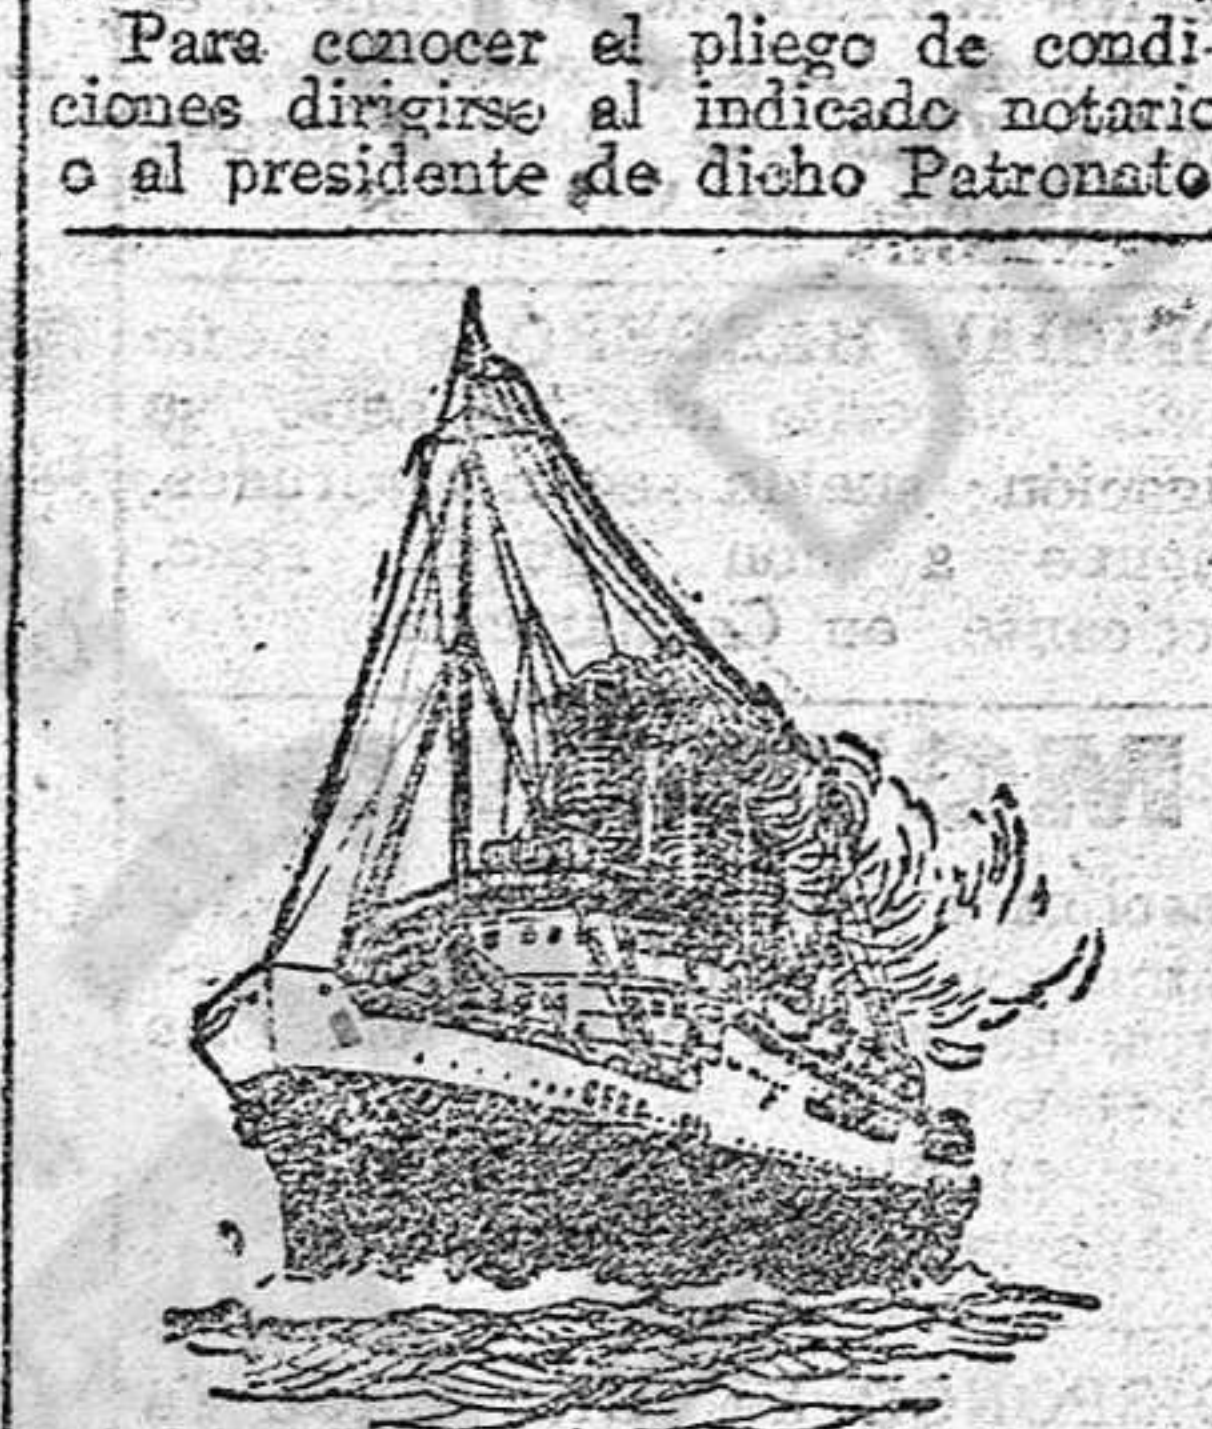 Para conocer el pliego de condi-
ciones dirigirse al indicado notario
o al presidente de dicho Patronato